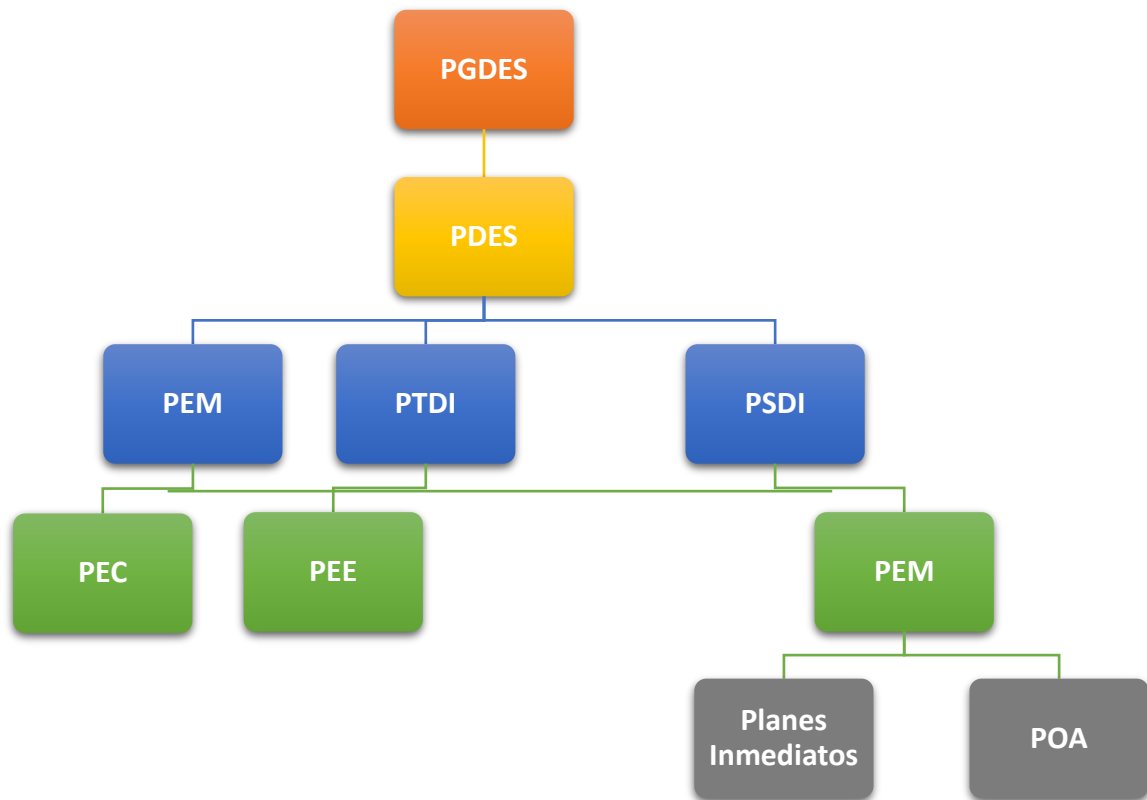 PGDES
PDES
PEM
PTDI
PSDI
PEC
PEE
PEM
Planes
Inmediatos
POA